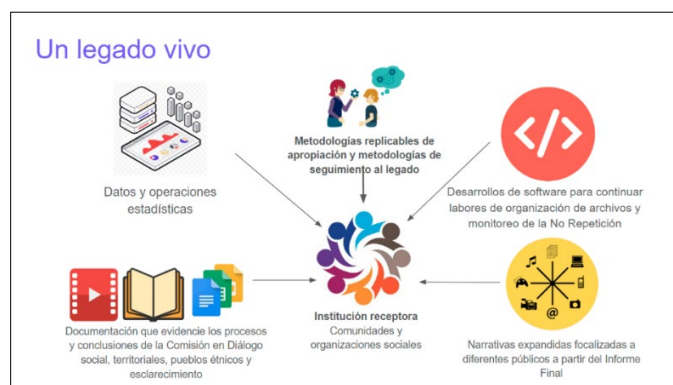 Un legado vivo
Metodologías replicables de
apropiación y metodologías de
seguimiento al legado
</>
Datos y operaciones
estadísticas
Desarrollos de software para continuar
labores de organización de archivos y
monitoreo de la No Repetición
Institución receptora
Comunidades y
organizaciones sociales
Documentación que evidencie los procesos
y conclusiones de la Comisión en Diálogo
social, territoriales, pueblos étnicos y
esclarecimiento
@
Narrativas expandidas focalizadas a
diferentes públicos a partir del Informe
Final